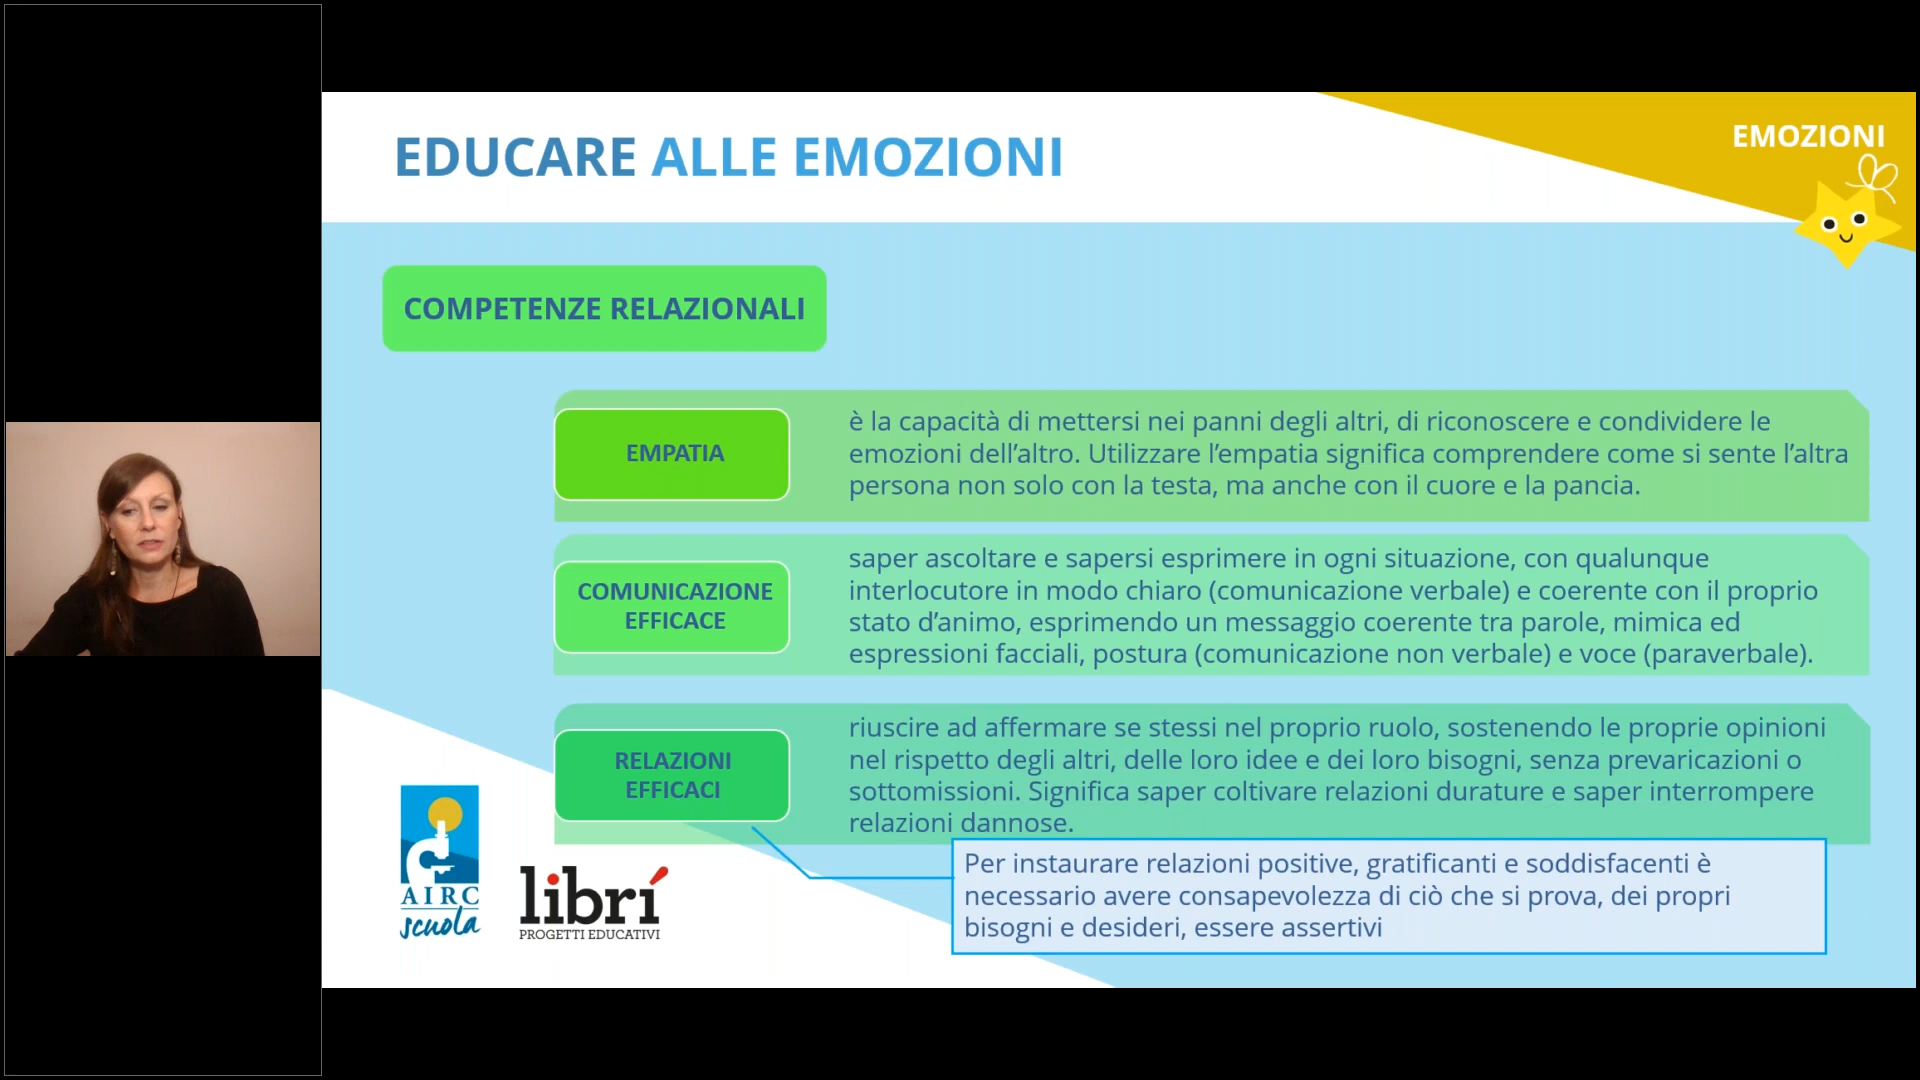 EDUCARE ALLE EMOZIONI
EMOZIONI
COMPETENZE RELAZIONALI
EMPATIA
è la capacità di mettersi nei panni degli altri, di riconoscere e condividere le
emozioni dell’altro. Utilizzare l’empatia significa comprendere come si sente l’altra
persona non solo con la testa, ma anche con il cuore e la pancia.
COMUNICAZIONE
EFFICACE
saper ascoltare e sapersi esprimere in ogni situazione, con qualunque
interlocutore in modo chiaro (comunicazione verbale) e coerente con il proprio
stato d’animo, esprimendo un messaggio coerente tra parole, mimica ed
espressioni facciali, postura (comunicazione non verbale) e voce (paraverbale).
RELAZIONI
EFFICACI
riuscire ad affermare se stessi nel proprio ruolo, sostenendo le proprie opinioni
nel rispetto degli altri, delle loro idee e dei loro bisogni, senza prevaricazioni o
sottomissioni. Significa saper coltivare relazioni durature e saper interrompere
relazioni dannose.
Per instaurare relazioni positive, gratificanti e soddisfacenti è
necessario avere consapevolezza di ciò che si prova, dei propri
bisogni e desideri, essere assertivi
AIRC
scuola
librí
PROGETTI EDUCATIVI